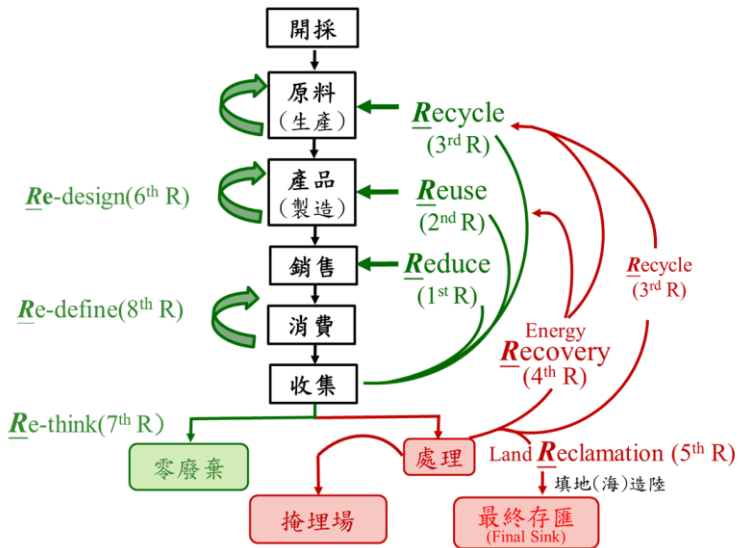 開採
原料
(生產)
Recycle
(3rd R)
Re-design(6th R)
產品
(製造)
Reuse
(2nd R)
銷售
Reduce
(1st R)
Recycle
(3rd R)
Re-define(8th R)
消費
Energy
Recovery
(4th R)
收集
Re-think(7th R)
零廢棄
處理
Land Reclamation (5th R)
填地(海)造陸
掩埋場
最終存匯
(Final Sink)